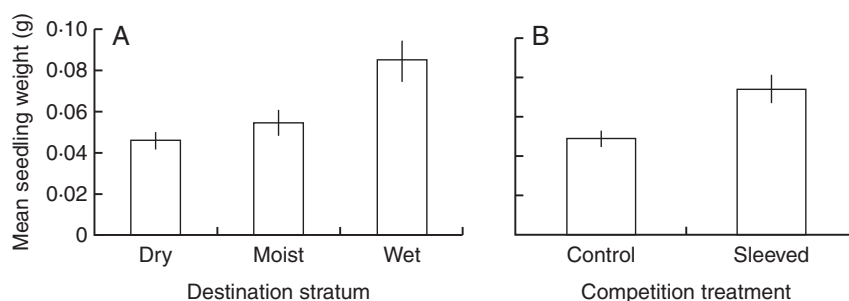 A
B
Mean seedling weight (g)
0·10
0·08
0·06
0·04
0·02
0
Dry Moist Wet
Control Sleeved
Destination stratum
Competition treatment